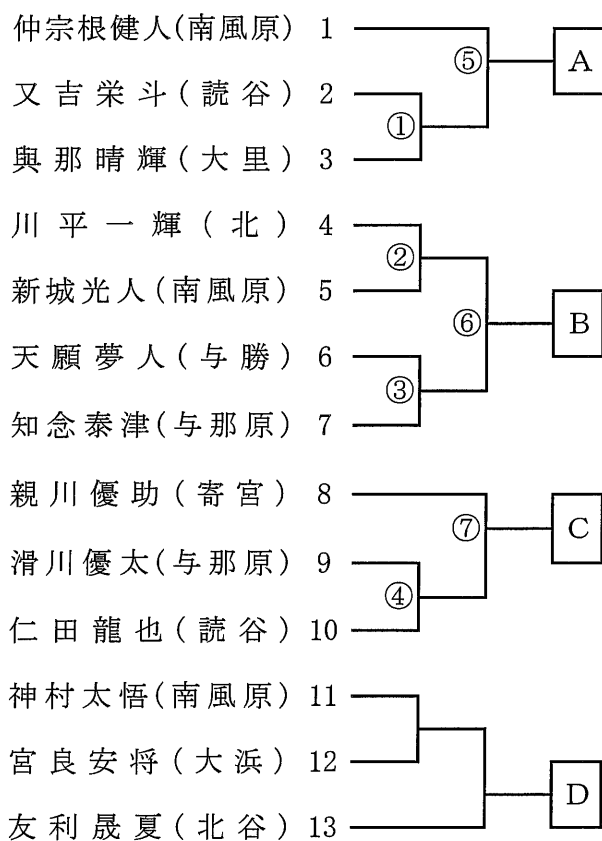 仲宗根健人(南風原) 1
⑤
A
又吉栄斗(読谷) 2
①
與那晴輝(大里) 3
川平一輝(北) 4
②
新城光人(南風原) 5
⑥
B
天願夢人(与勝) 6
③
知念泰津(与那原) 7
親川優助(寄宮) 8
⑦
C
滑川優太(与那原) 9
④
仁田龍也(読谷) 10
神村太悟(南風原) 11
宮良安将(大浜) 12
D
友利晟夏(北谷) 13